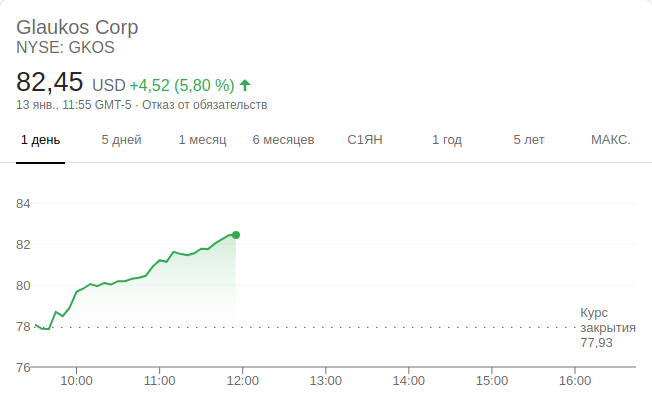 Glaukos Corp
NYSE: GKOS
82,45 USD +4,52 (5,80 %)
13 янв., 11:55 GMT-5 · Отказ от обязательств
1 день 5 дней 1 месяц 6 месяцев С1ЯН 1 год 5 лет МАКС.
84
82
80
78
76
Курс
закрытия
77,93
10:00 11:00 12:00 13:00 14:00 15:00 16:00